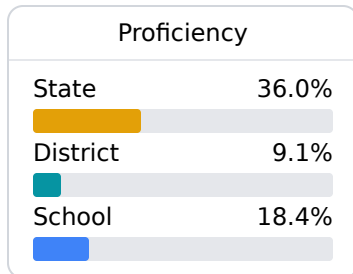 Proficiency
State 36.0%
District 9.1%
School 18.4%